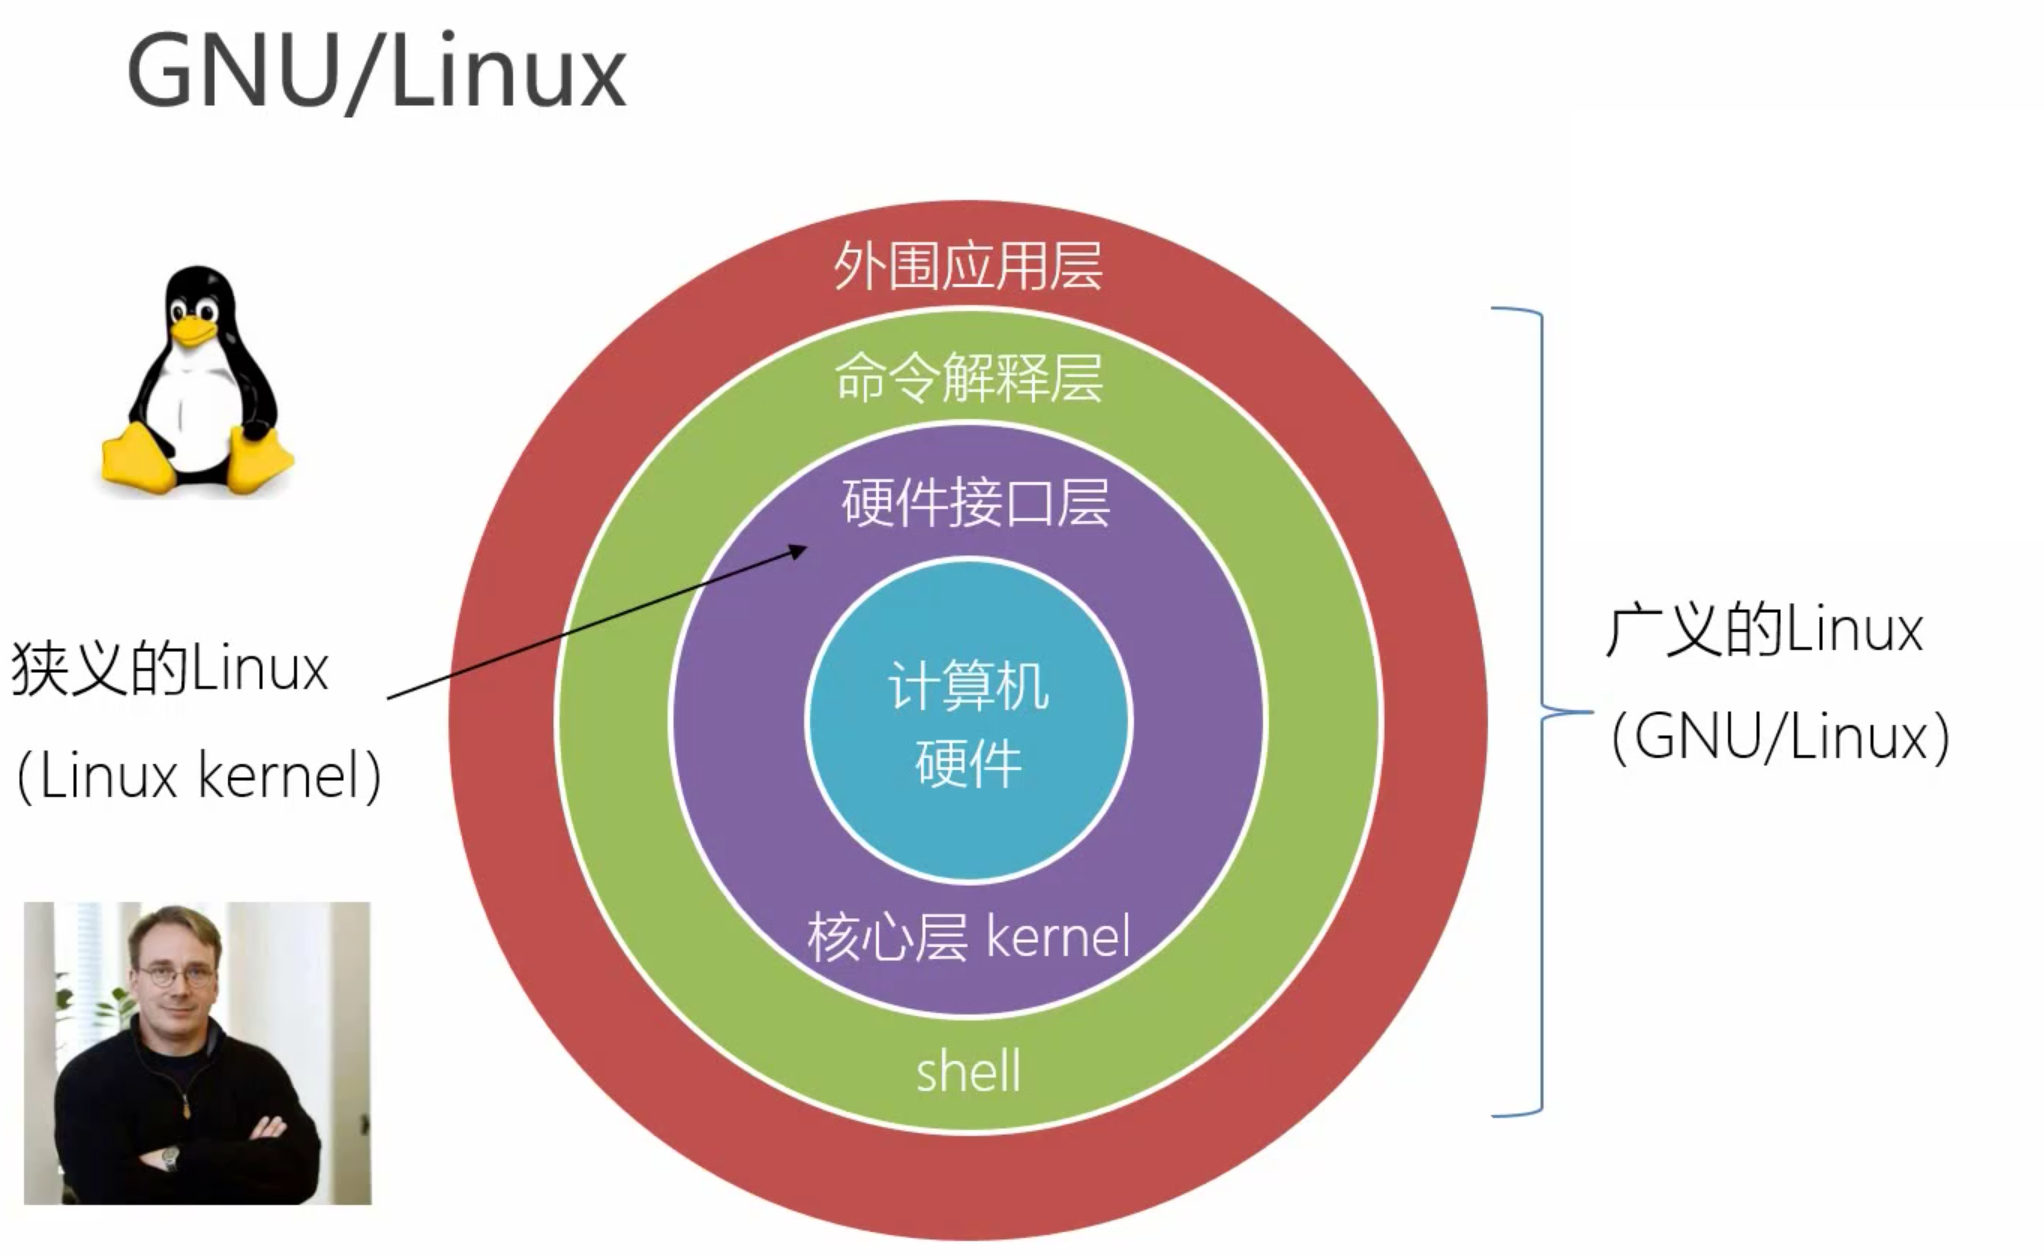 GNU/Linux
外围应用层
命令解释层
硬件接口层
计算机
硬件
核心层 kernel
shell
狭义的Linux
(Linux kernel)
广义的Linux
(GNU/Linux)